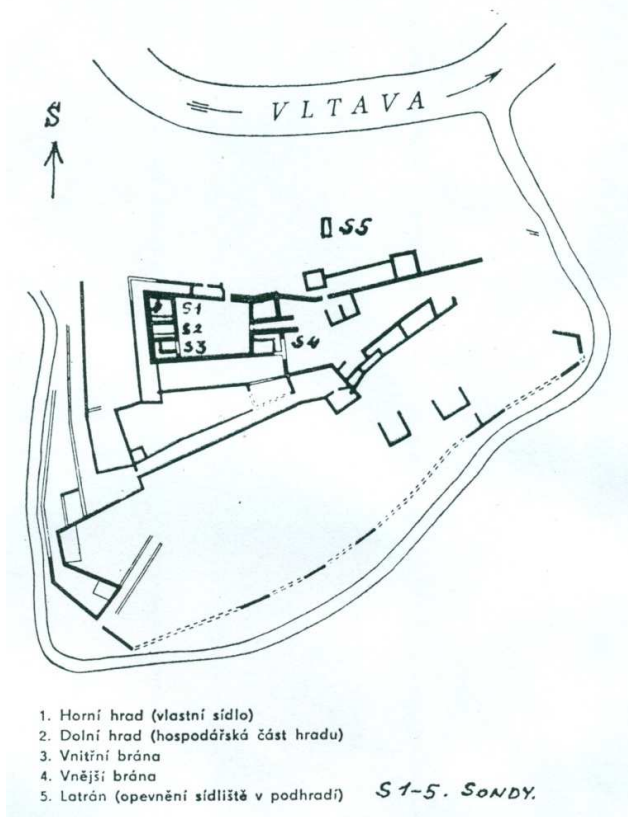 VLTAVA
S
S5
S1
S2
S3
S4
1. Horní hrad (vlastní sídlo)
2. Dolní hrad (hospodářská část hradu)
3. Vnitřní brána
4. Vnější brána
5. Latrán (opevnění sídliště v podhradí)
S 1-5. SONDY.